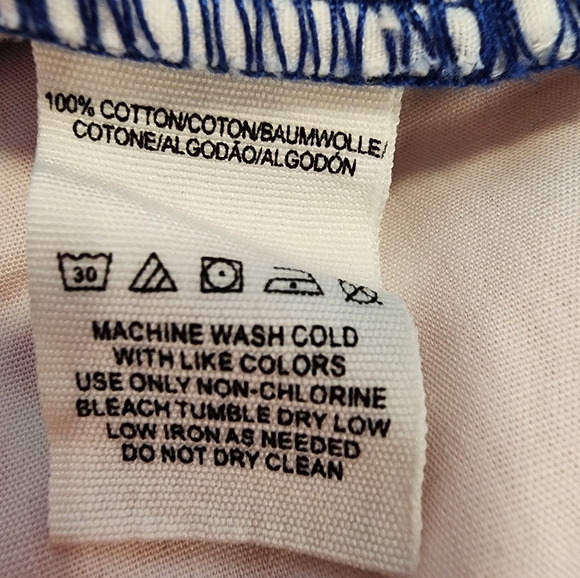 100% COTTON/COTON/BAUMWOLLE/
COTONE/ALGODÃO/ALGODÓN
30
MACHINE WASH COLD
WITH LIKE COLORS
USE ONLY NON-CHLORINE
BLEACH TUMBLE DRY LOW
LOW IRON AS NEEDED
DO NOT DRY CLEAN